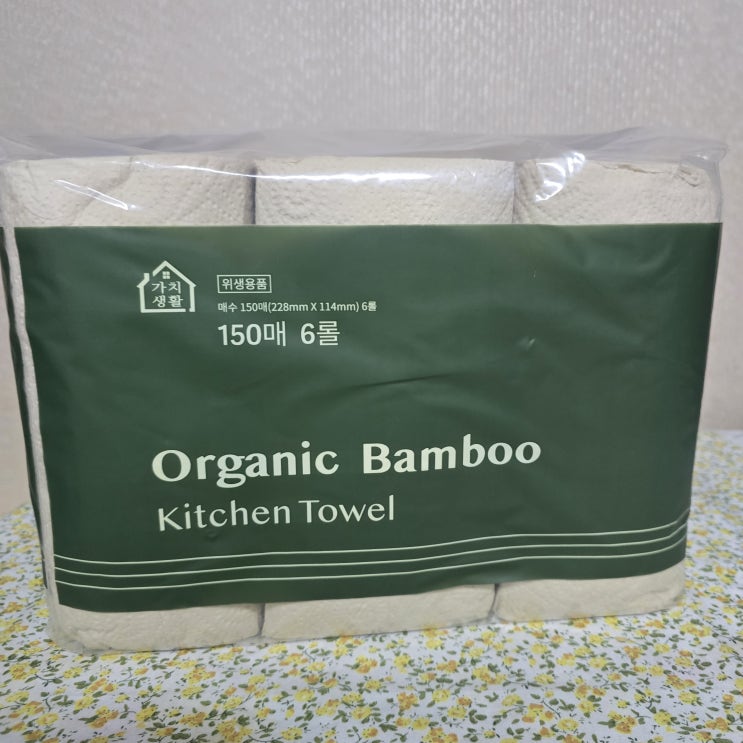 가치
생활
위생용품
매수 150매(228mm X 114mm) 6롤
150매 6롤
Organic Bamboo
Kitchen Towel